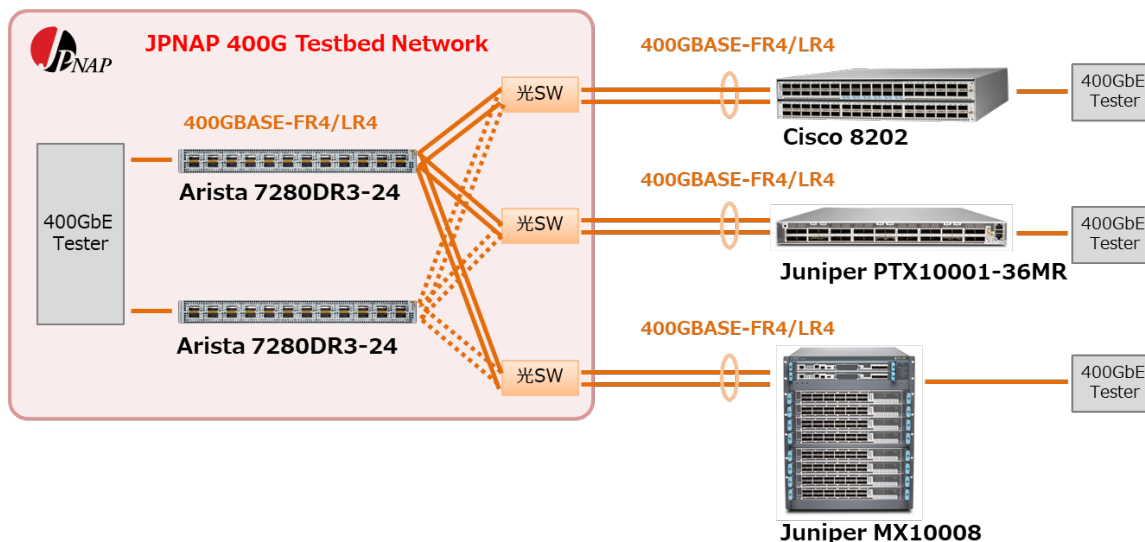 JPNAP
JPNAP 400G Testbed Network
400GBASE-FR4/LR4
光SW
Cisco 8202
400GbE
Tester
400GBASE-FR4/LR4
400GbE
Tester
Arista 7280DR3-24
400GBASE-FR4/LR4
光SW
Juniper PTX10001-36MR
400GbE
Tester
Arista 7280DR3-24
400GBASE-FR4/LR4
光SW
Juniper MX10008
400GbE
Tester